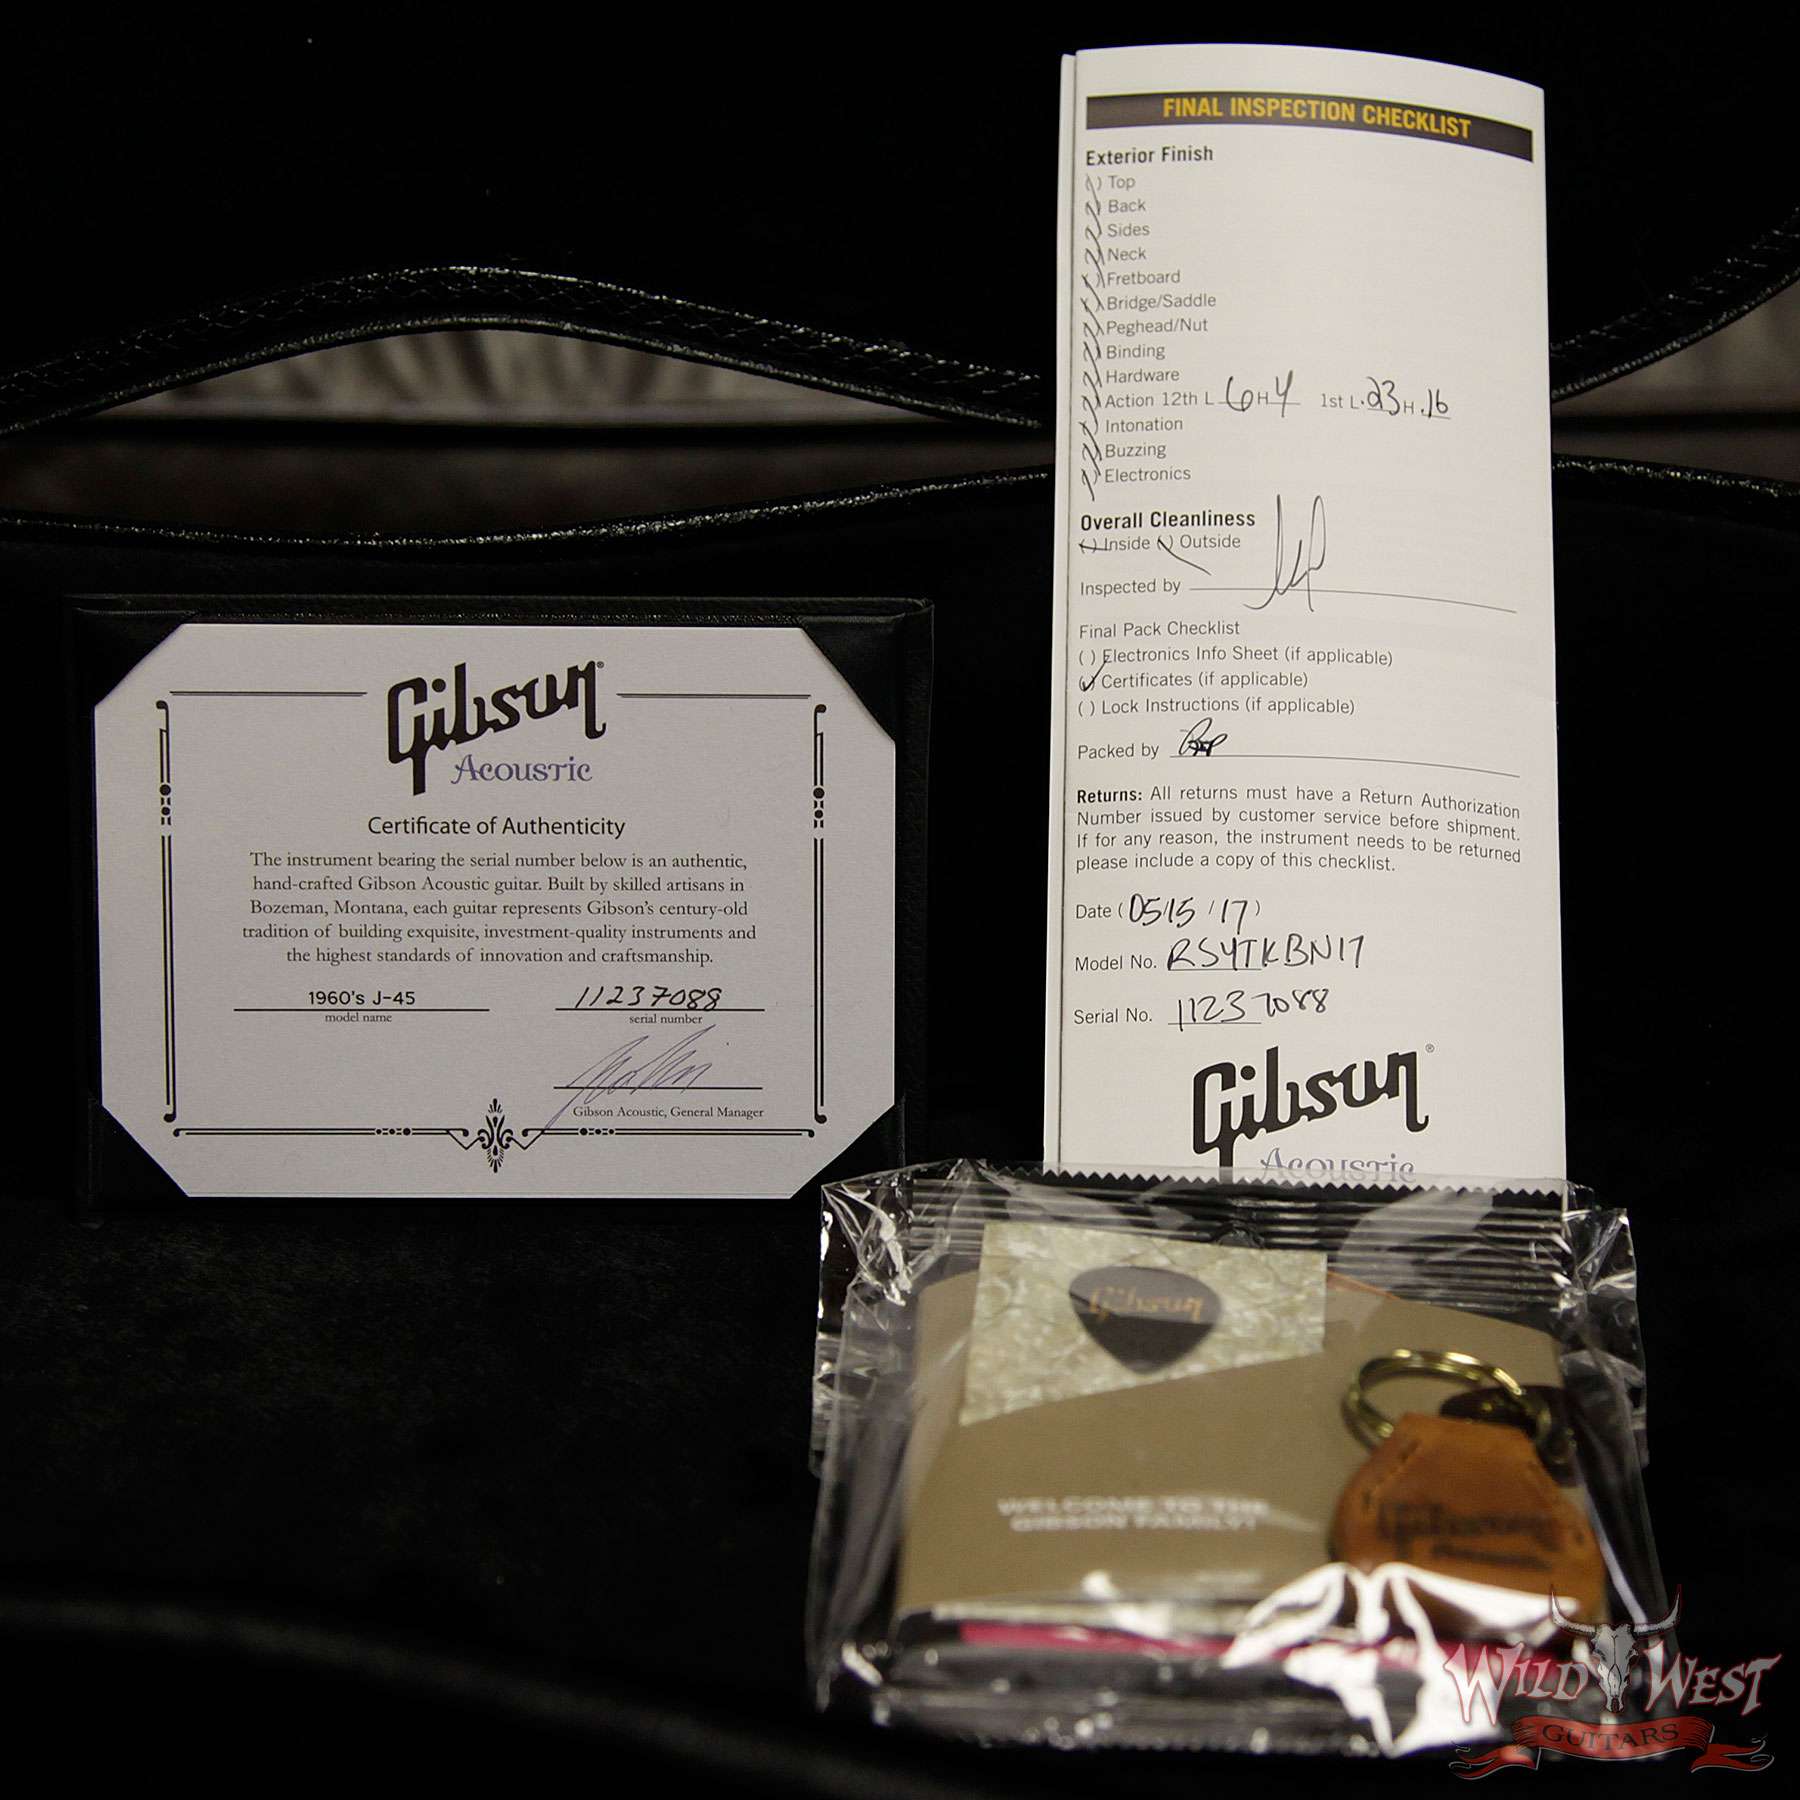 Gibson®
Acoustic
Certificate of Authenticity
The instrument bearing the serial number below is an authentic,
hand-crafted Gibson Acoustic guitar. Built by skilled artisans in
Bozeman, Montana, each guitar represents Gibson's century-old
tradition of building exquisite, investment-quality instruments and
the highest standards of innovation and craftsmanship.
1960's J-45 11237088
model name serial number
Gibson Acoustic, General Manager
FINAL INSPECTION CHECKLIST
Exterior Finish
( ) Top
( ) Back
( ) Sides
( ) Neck
( ) Fretboard
( ) Bridge/Saddle
( ) Peghead/Nut
( ) Binding
( ) Hardware
( ) Action 12th L 6 H 4 1st L .23 H .16
( ) Intonation
( ) Buzzing
( ) Electronics
Overall Cleanliness
( ) Inside ( ) Outside
Inspected by
Final Pack Checklist
( ) Electronics Info Sheet (if applicable)
(✓) Certificates (if applicable)
( ) Lock Instructions (if applicable)
Packed by
Returns: All returns must have a Return Authorization
Number issued by customer service before shipment.
If for any reason, the instrument needs to be returned
please include a copy of this checklist.
Date (05/15/17)
Model No. RS4TKBN17
Serial No. 11237088
Gibson®
Acoustic
Gibson
WELCOME TO THE
GIBSON FAMILY!
Gibson
Acoustic
WILD WEST
GUITARS